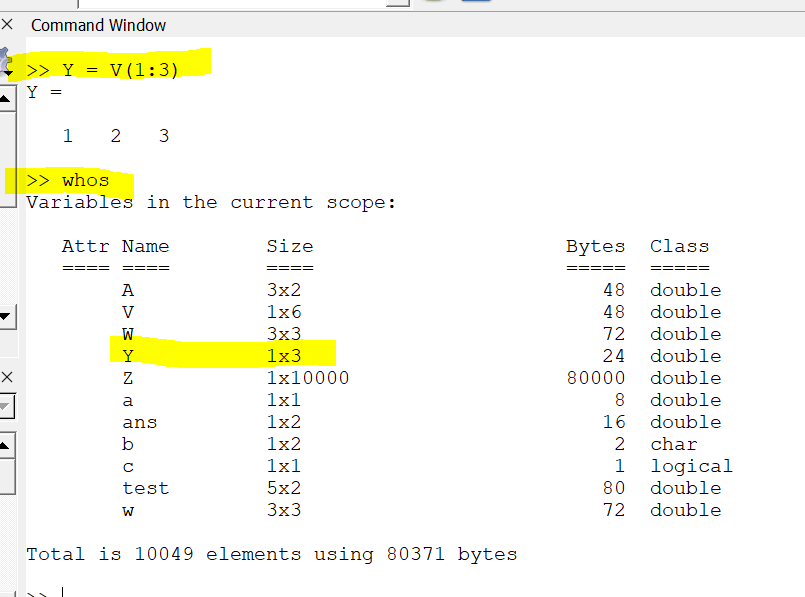 Command Window
>> Y = V(1:3)
Y =
1 2 3
>> whos
Variables in the current scope:
Attr Name Size Bytes Class
==== ==== ==== ===== =====
A 3x2 48 double
V 1x6 48 double
W 3x3 72 double
Y 1x3 24 double
Z 1x10000 80000 double
a 1x1 8 double
ans 1x2 16 double
b 1x2 2 char
c 1x1 1 logical
test 5x2 80 double
w 3x3 72 double
Total is 10049 elements using 80371 bytes
>>